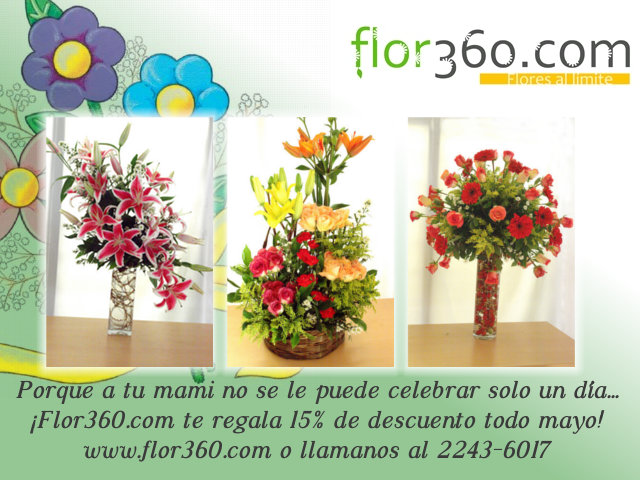 flor360.com
Flores al límite
Porque a tu mami no se le puede celebrar solo un día...
¡Flor360.com te regala 15% de descuento todo mayo!
www.flor360.com o llamanos al 2243-6017